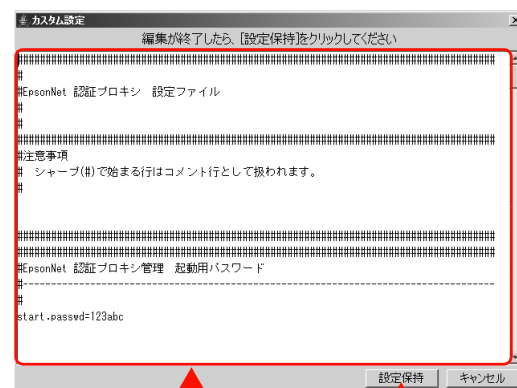 カスタム設定
編集が終了したら、[設定保持]をクリックしてください
####################################################################
#
#EpsonNet 認証プロキシ　設定ファイル
#
#
####################################################################
#注意事項
#　シャープ(#)で始まる行はコメント行として扱われます。
#
####################################################################
####################################################################
#EpsonNet 認証プロキシ管理　起動用パスワード
#-------------------------------------------------------------------
#
start.passwd=123abc
設定保持　キャンセル